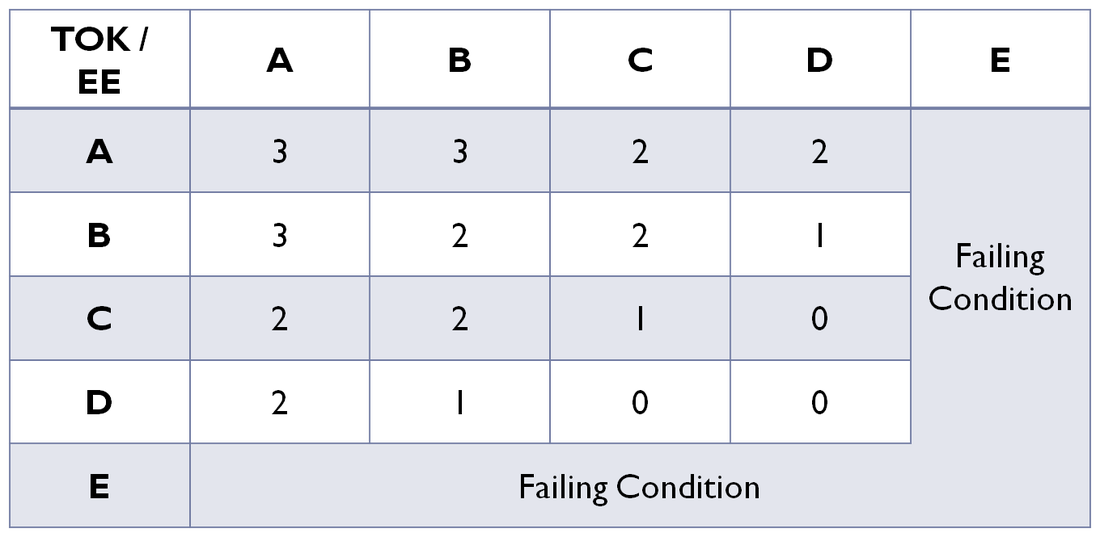 TOK / EE A B C D E
A 3 3 2 2
B 3 2 2 1
Failing
Condition
C 2 2 1 0
D 2 1 0 0
E Failing Condition